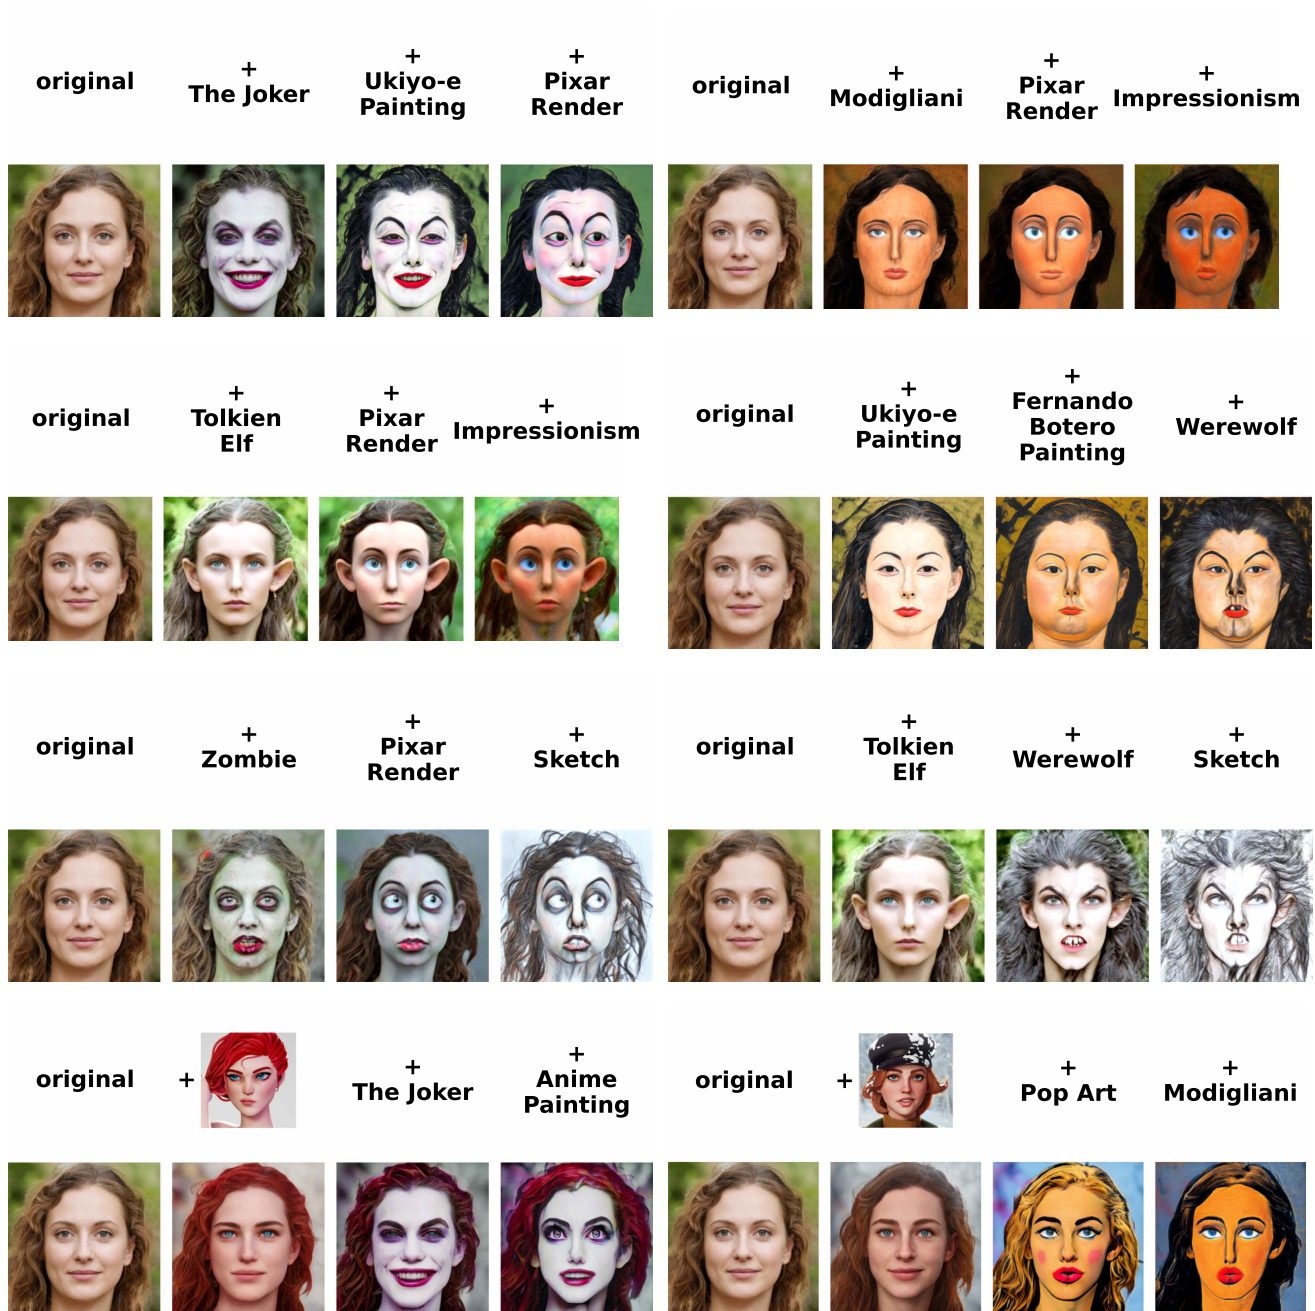 original
+
The Joker
+
Ukiyo-e
Painting
+
Pixar
Render
original
+
Modigliani
+
Pixar
Render
+
Impressionism
original
+
Tolkien
Elf
+
Pixar
Render
+
Impressionism
original
+
Ukiyo-e
Painting
+
Fernando
Botero
Painting
+
Werewolf
original
+
Zombie
+
Pixar
Render
+
Sketch
original
+
Tolkien
Elf
+
Werewolf
+
Sketch
original
+
+
The Joker
+
Anime
Painting
original
+
+
Pop Art
+
Modigliani